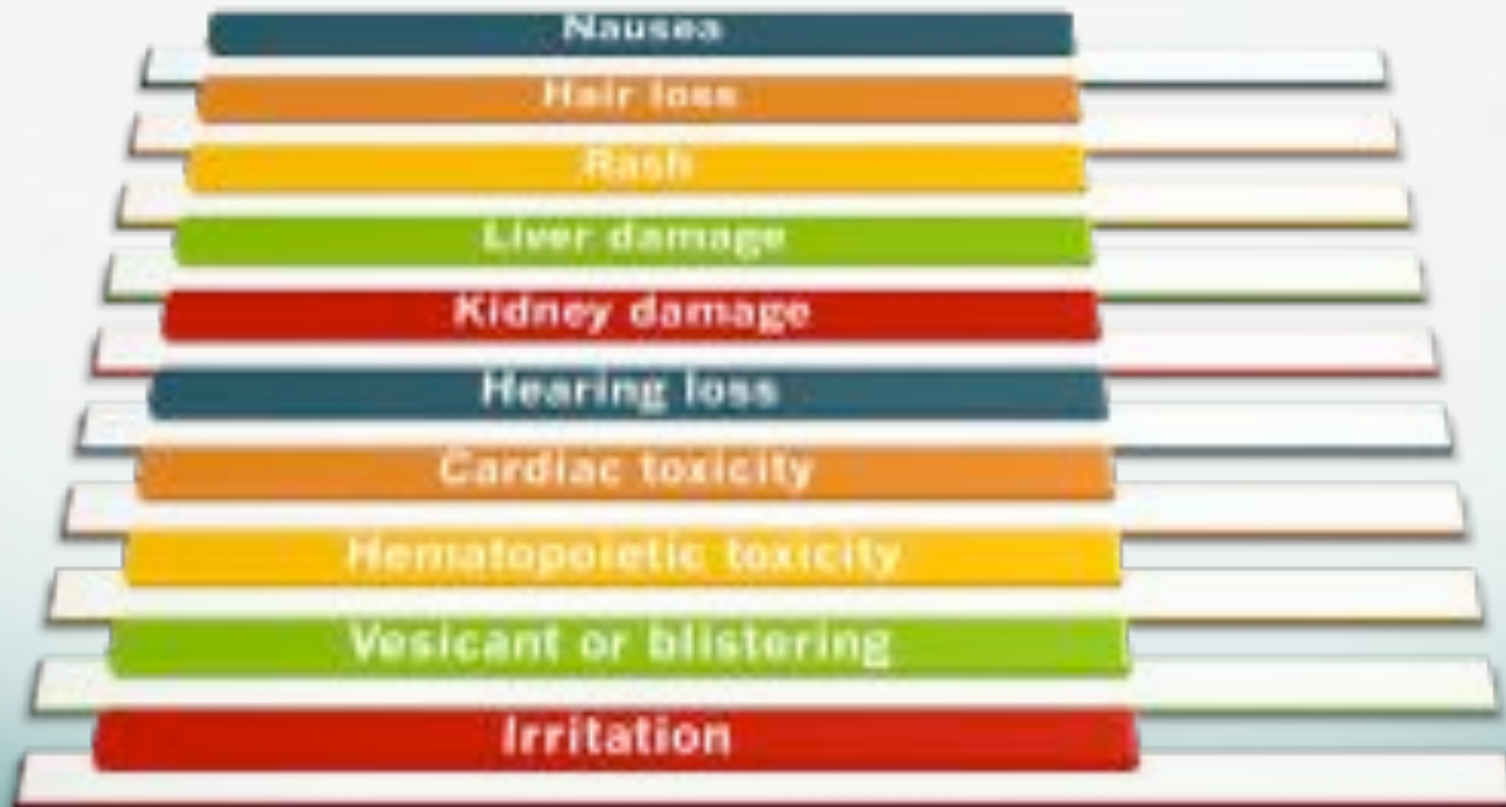 Nausea
Hair loss
Rash
Liver damage
Kidney damage
Hearing loss
Cardiac toxicity
Hematopoietic toxicity
Vesicant or blistering
Irritation